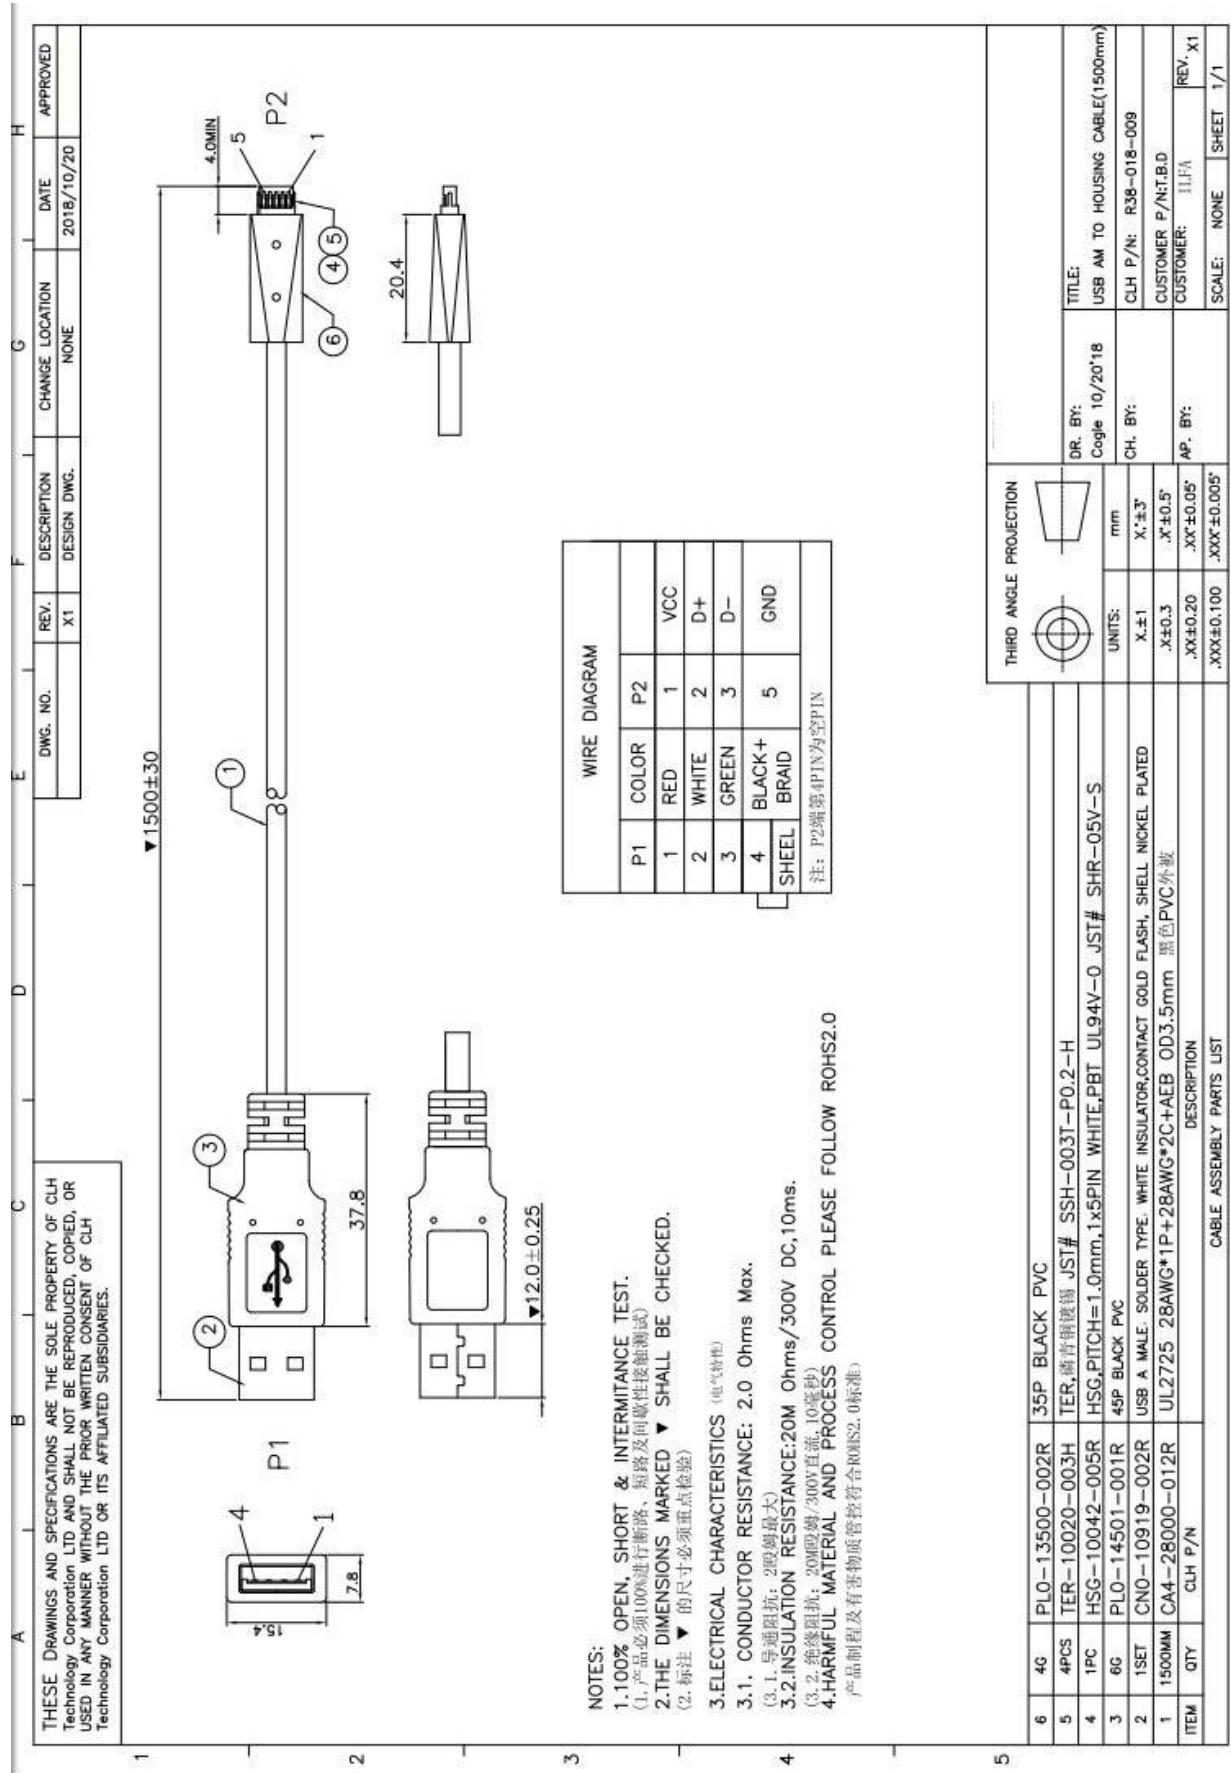 A
B
C
D
E
F
G
H
THESE DRAWINGS AND SPECIFICATIONS ARE THE SOLE PROPERTY OF CLH
Technology Corporation LTD AND SHALL NOT BE REPRODUCED, COPIED, OR
USED IN ANY MANNER WITHOUT THE PRIOR WRITTEN CONSENT OF CLH
Technology Corporation LTD OR ITS AFFILIATED SUBSIDIARIES.
DWG. NO. REV. DESCRIPTION CHANGE LOCATION DATE APPROVED
X1 DESIGN DWG. NONE 2018/10/20
1
2
3
4
5
▼1500±30
4.0MIN
P1
4
1
15.4
7.8
2
3
1
37.8
▼12.0±0.25
P2
5
1
4
5
6
20.4
NOTES:
1.100% OPEN, SHORT & INTERMITANCE TEST.
(1.产品必须100%进行断路、短路及间歇性接触测试)
2.THE DIMENSIONS MARKED ▼ SHALL BE CHECKED.
(2.标注 ▼ 的尺寸必须重点检验)
3.ELECTRICAL CHARACTERISTICS (电气特性)
3.1. CONDUCTOR RESISTANCE: 2.0 Ohms Max.
(3.1.导通阻抗: 2欧姆最大)
3.2.INSULATION RESISTANCE:20M Ohms/300V DC,10ms.
(3.2.绝缘阻抗: 20M欧姆/300V直流,10毫秒)
4.HARMFUL MATERIAL AND PROCESS CONTROL PLEASE FOLLOW ROHS2.0
产品制程及有害物质管控符合ROHS2.0标准)
WIRE DIAGRAM
P1 COLOR P2
1 RED 1 VCC
2 WHITE 2 D+
3 GREEN 3 D-
4 BLACK+ 5 GND
SHEEL BRAID
注: P2端第4PIN为空PIN
6 4G PLO-13500-002R 35P BLACK PVC
5 4PCS TER-10020-003H TER,磷青铜镀锡 JST# SSH-003T-P0.2-H
4 1PC HSG-10042-005R HSG,PITCH=1.0mm,1x5PIN WHITE,PBT UL94V-0 JST# SHR-05V-S
3 6G PLO-14501-001R 45P BLACK PVC
2 1SET CNO-10919-002R USB A MALE. SOLDER TYPE. WHITE INSULATOR,CONTACT GOLD FLASH, SHELL NICKEL PLATED
1 1500MM CA4-28000-012R UL2725 28AWG*1P+28AWG*2C+AEB OD3.5mm 黑色PVC外被
ITEM QTY CLH P/N DESCRIPTION
CABLE ASSEMBLY PARTS LIST
THIRD ANGLE PROJECTION
UNITS: mm
X.±1 X.°±3°
.X±0.3 .X°±0.5°
.XX±0.20 .XX°±0.05°
.XXX±0.100 .XXX°±0.005°
DR. BY:
Cogle 10/20'18
CH. BY:
AP. BY:
TITLE:
USB AM TO HOUSING CABLE(1500mm)
CLH P/N: R38-018-009
CUSTOMER P/N:T.B.D
CUSTOMER: ILFA
REV. X1
SCALE: NONE SHEET 1/1